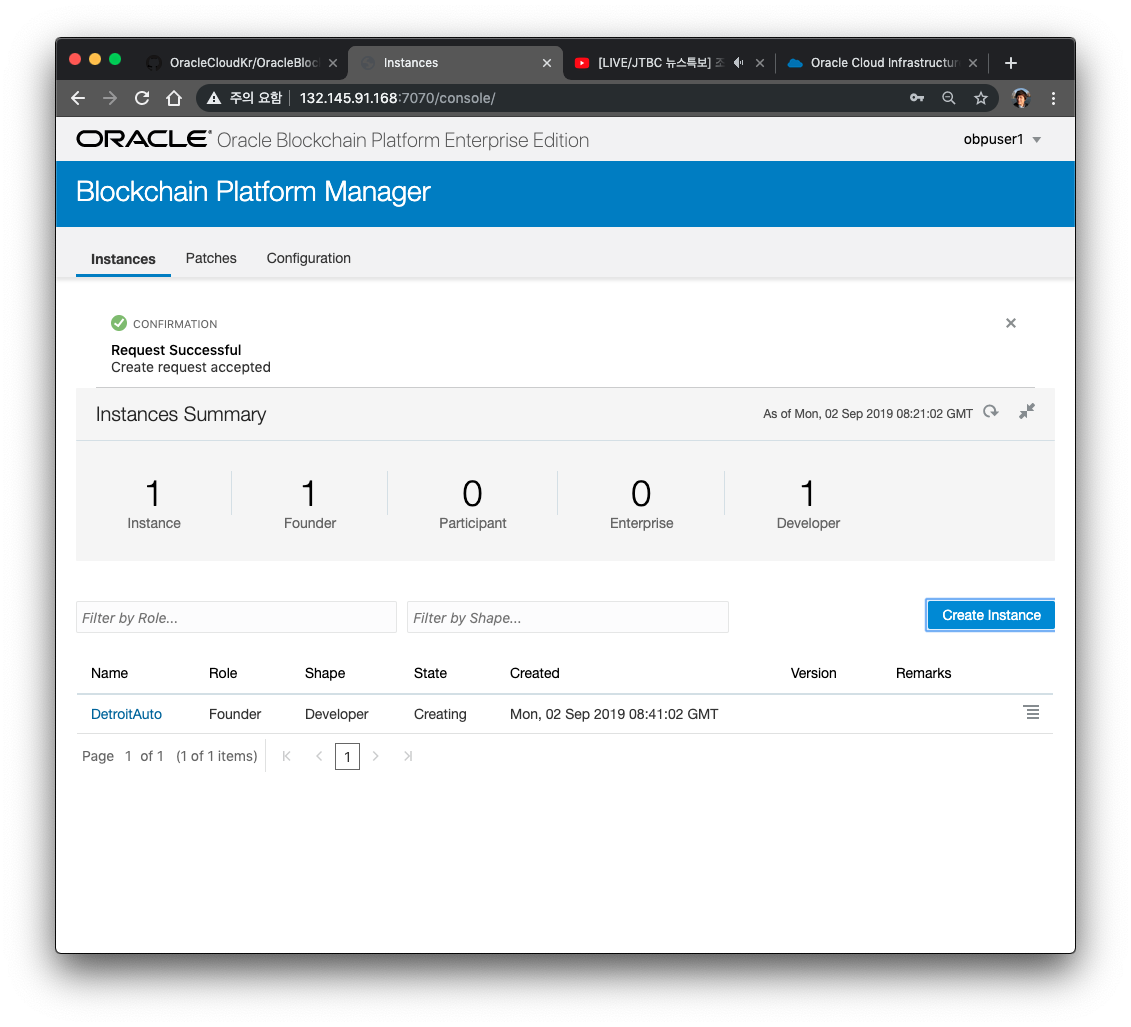 OracleCloudKr/OracleBloc
Instances
[LIVE/JTBC 뉴스특보] 조
Oracle Cloud Infrastructur
주의 요함
132.145.91.168:7070/console/
ORACLE® Oracle Blockchain Platform Enterprise Edition
obpuser1
Blockchain Platform Manager
Instances Patches Configuration
CONFIRMATION
Request Successful
Create request accepted
Instances Summary
As of Mon, 02 Sep 2019 08:21:02 GMT
1 1 0 0 1
Instance Founder Participant Enterprise Developer
Filter by Role... Filter by Shape... Create Instance
Name Role Shape State Created Version Remarks
DetroitAuto Founder Developer Creating Mon, 02 Sep 2019 08:41:02 GMT
Page 1 of 1 (1 of 1 items) 1